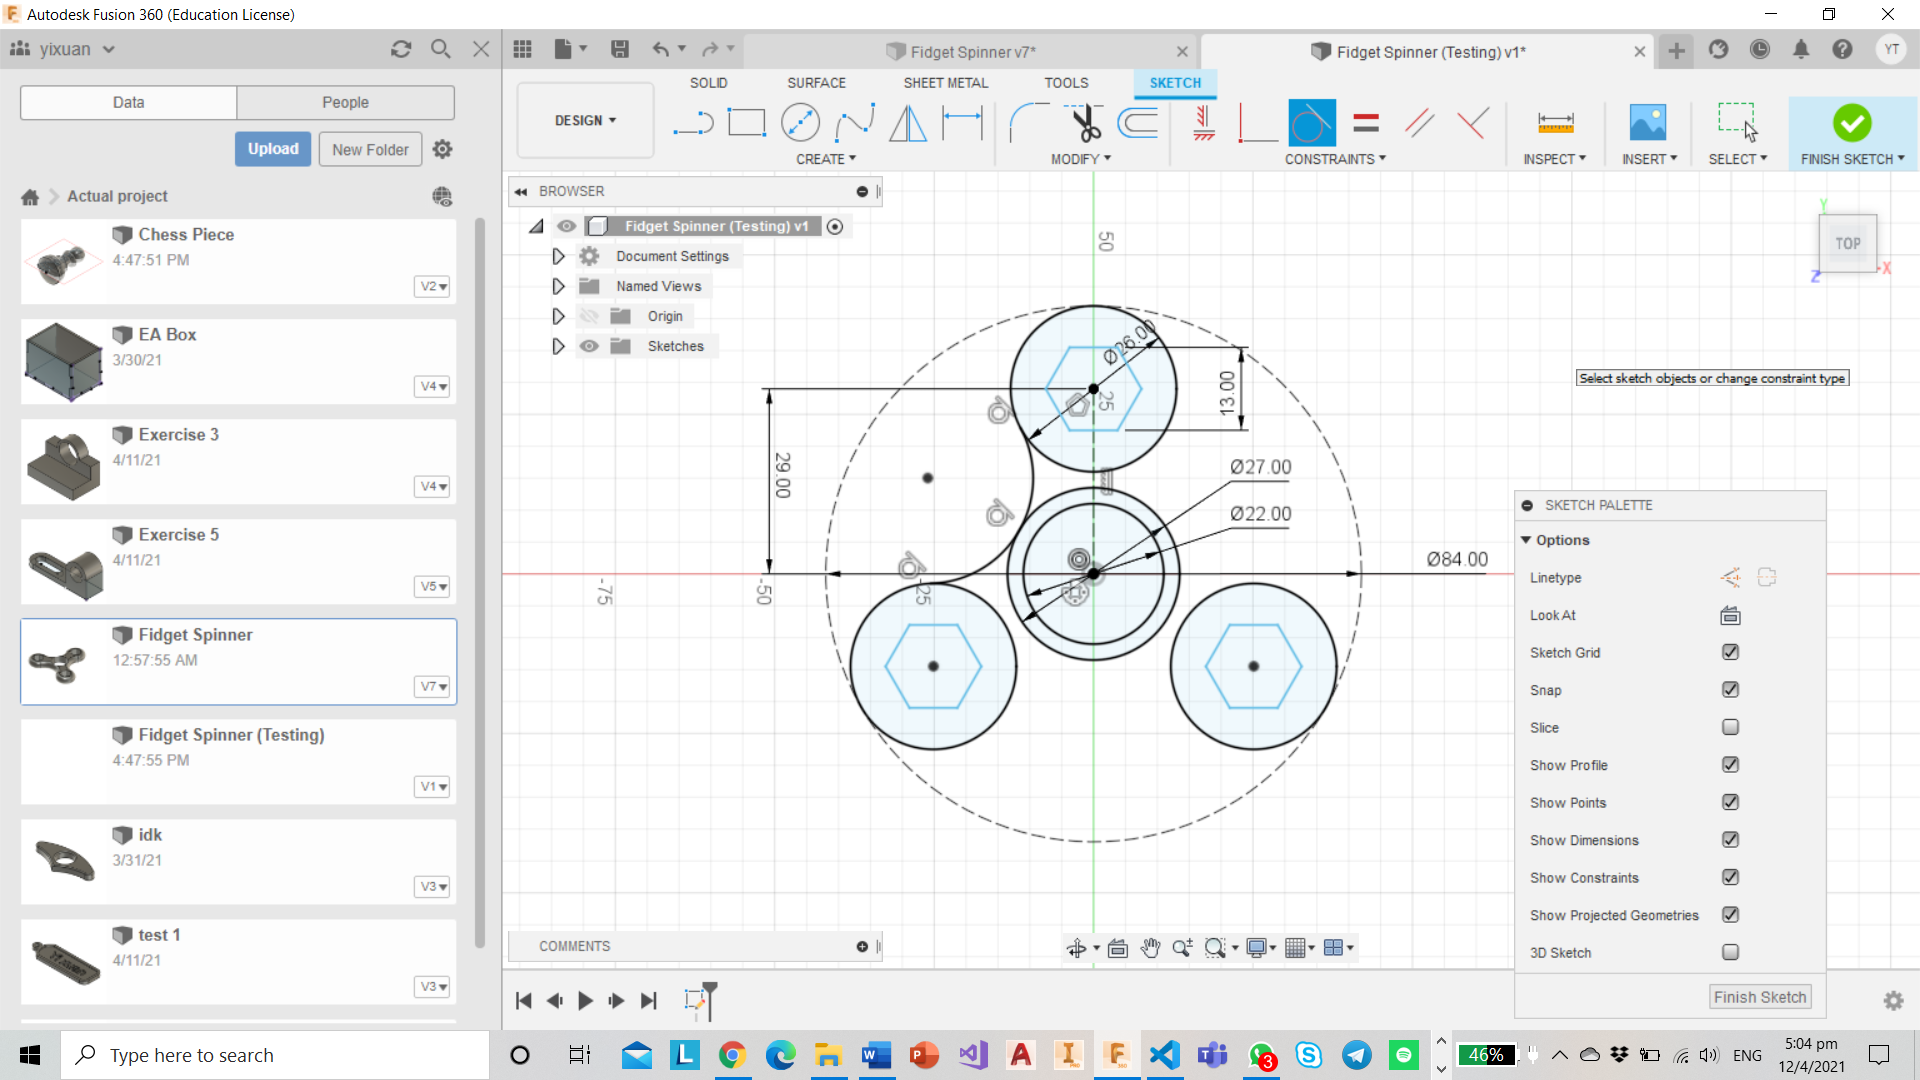 Autodesk Fusion 360 (Education License)
yixuan
Fidget Spinner v7*
Fidget Spinner (Testing) v1*
YT
Data
People
Upload
New Folder
Actual project
Chess Piece
4:47:51 PM
V2
EA Box
3/30/21
V4
Exercise 3
4/11/21
V4
Exercise 5
4/11/21
V5
Fidget Spinner
12:57:55 AM
V7
Fidget Spinner (Testing)
4:47:55 PM
V1
idk
3/31/21
V3
test 1
4/11/21
V3
DESIGN
SOLID
SURFACE
SHEET METAL
TOOLS
SKETCH
CREATE
MODIFY
CONSTRAINTS
INSPECT
INSERT
SELECT
FINISH SKETCH
BROWSER
Fidget Spinner (Testing) v1
Document Settings
Named Views
Origin
Sketches
50
Y
TOP
X
Z
Ø26.00
Select sketch objects or change constraint type
13.00
25
29.00
Ø27.00
Ø22.00
Ø84.00
-75
-50
-25
SKETCH PALETTE
Options
Linetype
Look At
Sketch Grid
Snap
Slice
Show Profile
Show Points
Show Dimensions
Show Constraints
Show Projected Geometries
3D Sketch
Finish Sketch
COMMENTS
Type here to search
3
46%
ENG
5:04 pm
12/4/2021